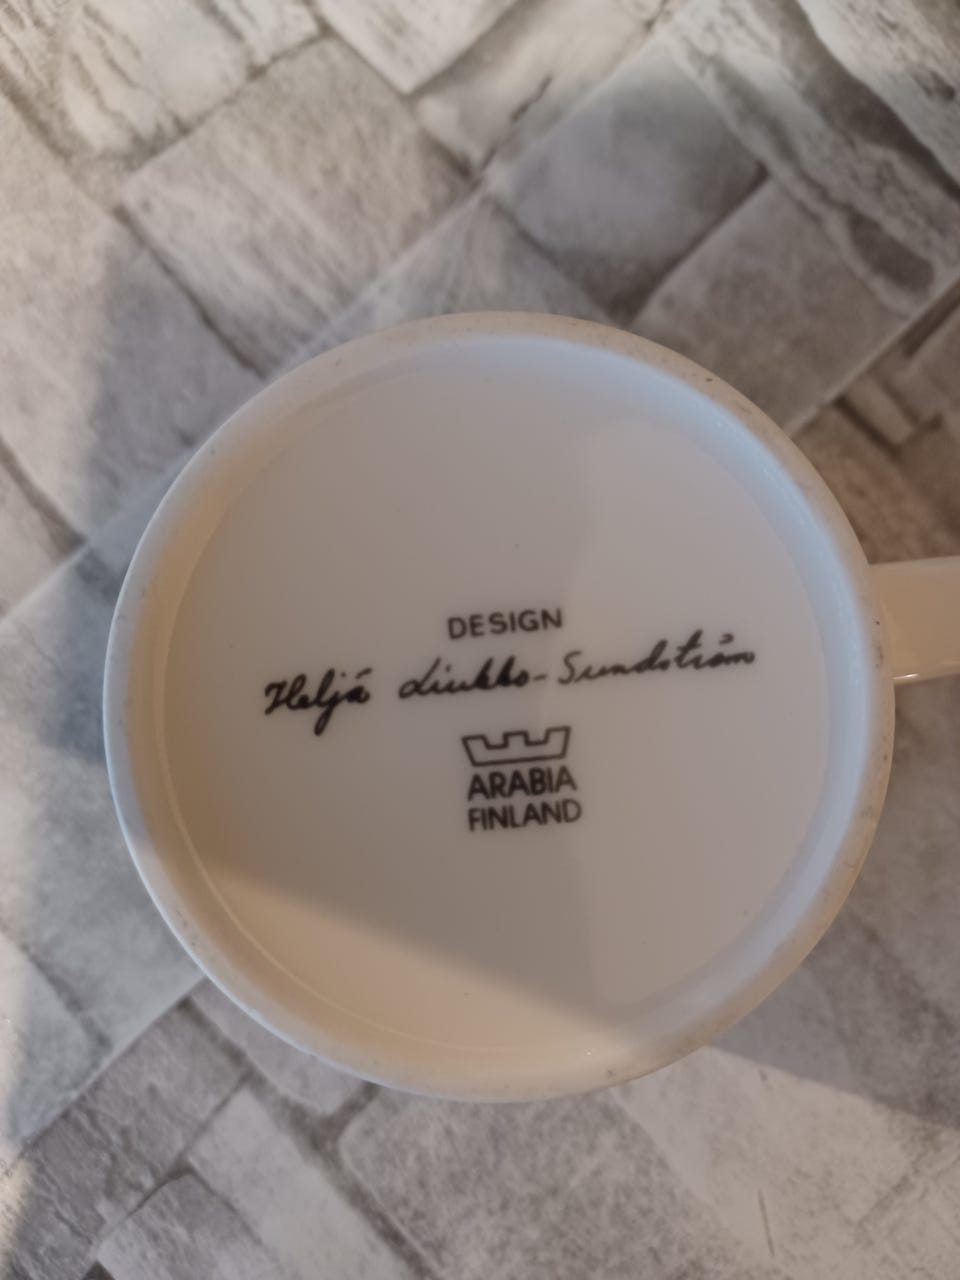 DESIGN
Heljä Liukko-Sundström
ARABIA
FINLAND